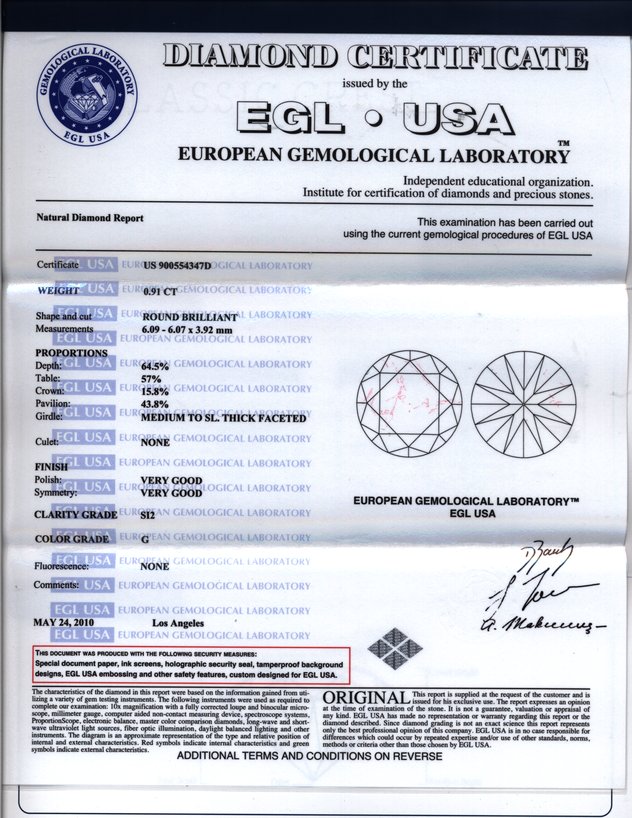 GEMOLOGICAL LABORATORY
EGL USA
DIAMOND CERTIFICATE
issued by the
EGL • USA
EUROPEAN GEMOLOGICAL LABORATORY™
Independent educational organization.
Institute for certification of diamonds and precious stones.
Natural Diamond Report
This examination has been carried out
using the current gemological procedures of EGL USA
Certificate US 900554347D
WEIGHT 0.91 CT
Shape and cut ROUND BRILLIANT
Measurements 6.09 - 6.07 x 3.92 mm
PROPORTIONS
Depth: 64.5%
Table: 57%
Crown: 15.8%
Pavilion: 43.8%
Girdle: MEDIUM TO SL. THICK FACETED
Culet: NONE
FINISH
Polish: VERY GOOD
Symmetry: VERY GOOD
CLARITY GRADE SI2
COLOR GRADE G
Fluorescence: NONE
Comments:
MAY 24, 2010 Los Angeles
EUROPEAN GEMOLOGICAL LABORATORY™
EGL USA
THIS DOCUMENT WAS PRODUCED WITH THE FOLLOWING SECURITY MEASURES:
Special document paper, ink screens, holographic security seal, tamperproof background
designs, EGL USA embossing and other safety features, custom designed for EGL USA.
The characteristics of the diamond in this report were based on the information gained from uti-
lizing a variety of gem testing instruments. The following instruments were used as required to
complete our examination: 10x magnification with a fully corrected loupe and binocular micro-
scope, millimeter gauge, computer aided non-contact measuring device, spectroscope systems,
ProportionScope, electronic balance, master color comparison diamonds, long-wave and short-
wave ultraviolet light sources, fiber optic illumination, daylight balanced lighting and other
instruments. The diagram is an approximate representation of the type and relative position of
internal and external characteristics. Red symbols indicate internal characteristics and green
symbols indicate external characteristics.
ORIGINAL This report is supplied at the request of the customer and is
issued for his exclusive use. The report expresses an opinion
at the time of examination of the stone. It is not a guarantee, valuation or appraisal of
any kind. EGL USA has made no representation or warranty regarding this report or the
diamond described. Since diamond grading is not an exact science this report represents
only the best professional opinion of this company. EGL USA is in no case responsible for
differences which could occur by repeated expertise and/or use of other standards, norms,
methods or criteria other than those chosen by EGL USA.
ADDITIONAL TERMS AND CONDITIONS ON REVERSE